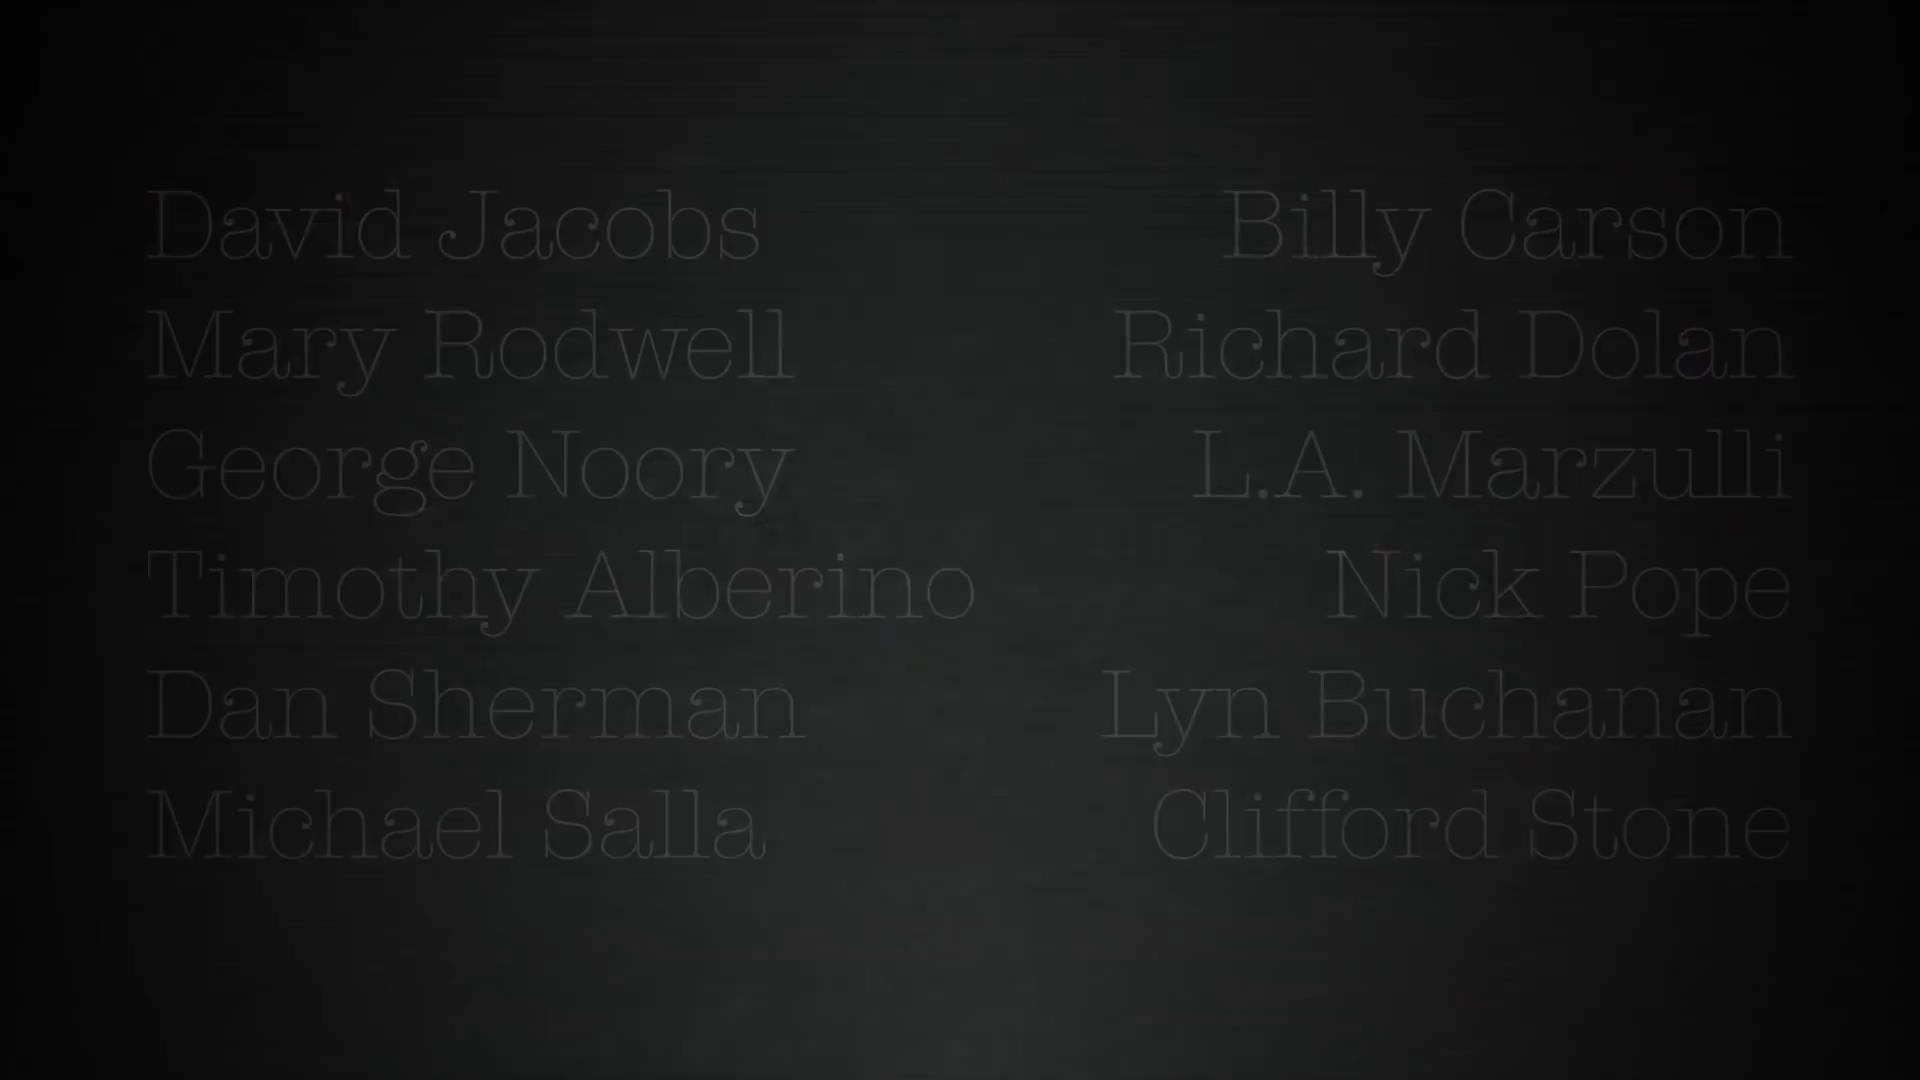 David Jacobs
Billy Carson
Mary Rodwell
Richard Dolan
George Noory
L.A. Marzulli
Timothy Alberino
Nick Pope
Dan Sherman
Lyn Buchanan
Michael Salla
Clifford Stone